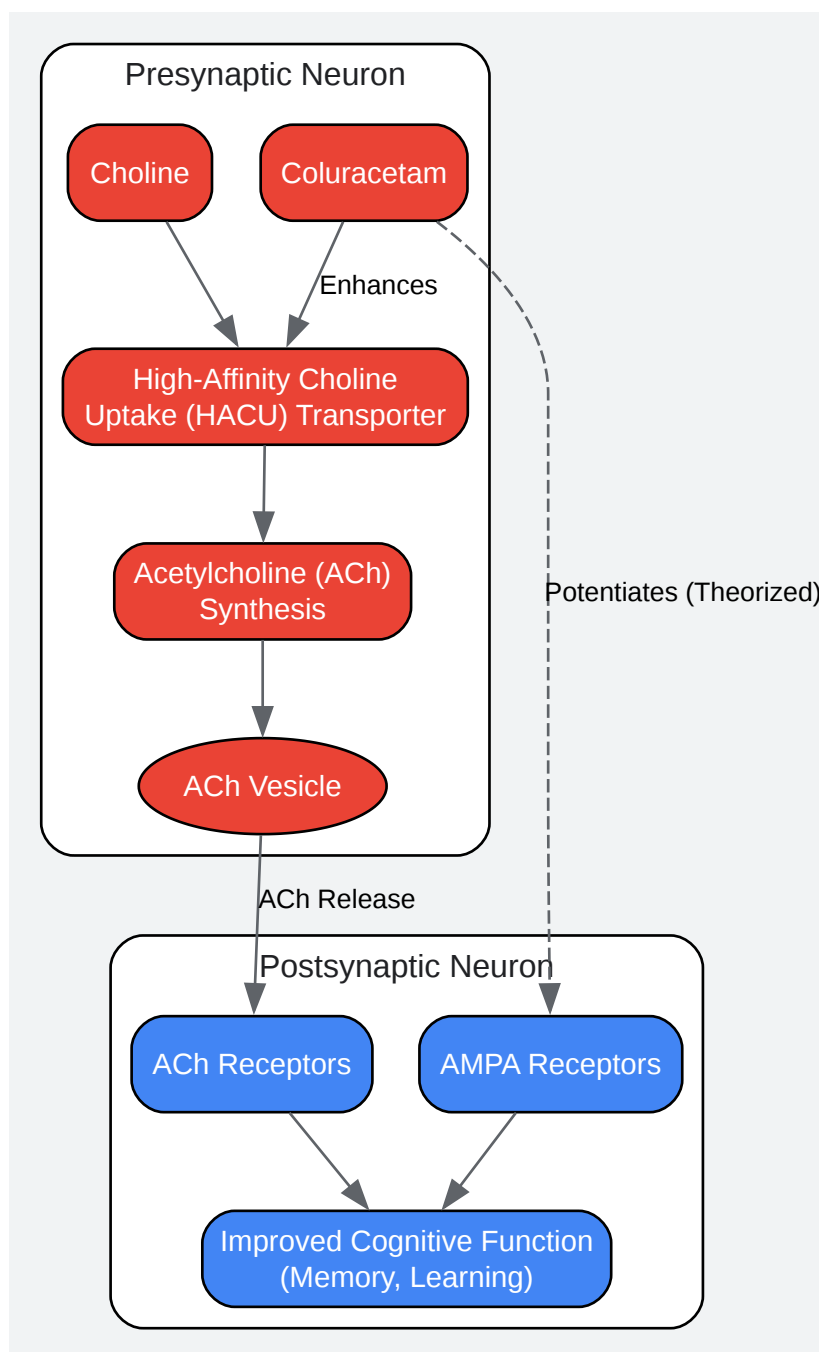 Presynaptic Neuron
Choline
Coluracetam
Enhances
High-Affinity Choline
Uptake (HACU) Transporter
Acetylcholine (ACh)
Synthesis
Potentiates (Theorized)
ACh Vesicle
ACh Release
Postsynaptic Neuron
ACh Receptors
AMPA Receptors
Improved Cognitive Function
(Memory, Learning)